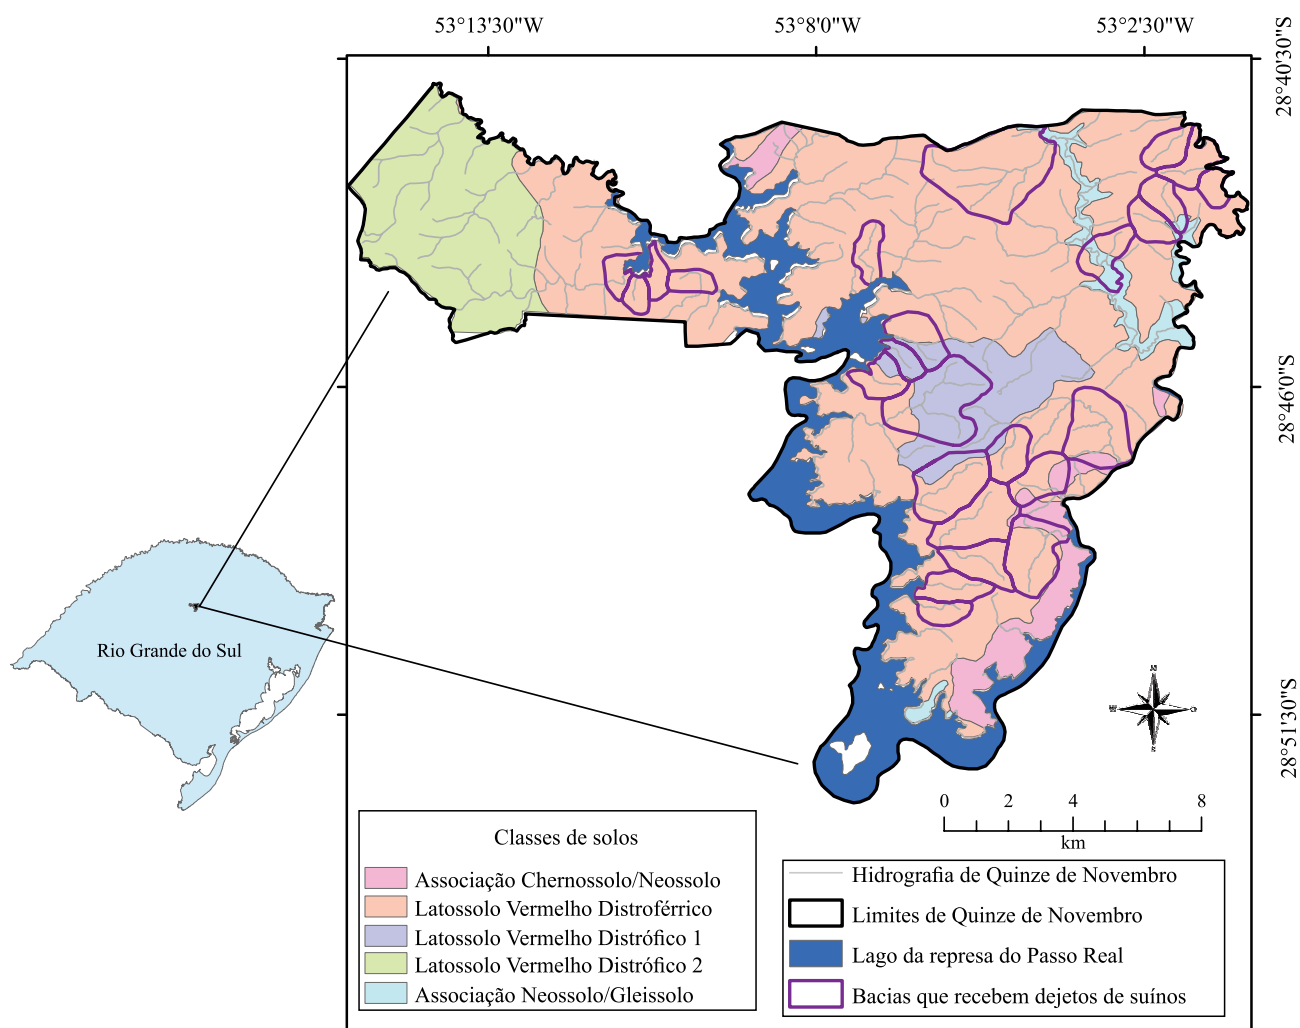 53°13'30"W
53°8'0"W
53°2'30"W
28°40'30"S
28°46'0"S
28°51'30"S
Rio Grande do Sul
0 2 4 8
km
Classes de solos
Associação Chernossolo/Neossolo
Latossolo Vermelho Distroférrico
Latossolo Vermelho Distrófico 1
Latossolo Vermelho Distrófico 2
Associação Neossolo/Gleissolo
Hidrografia de Quinze de Novembro
Limites de Quinze de Novembro
Lago da represa do Passo Real
Bacias que recebem dejetos de suínos